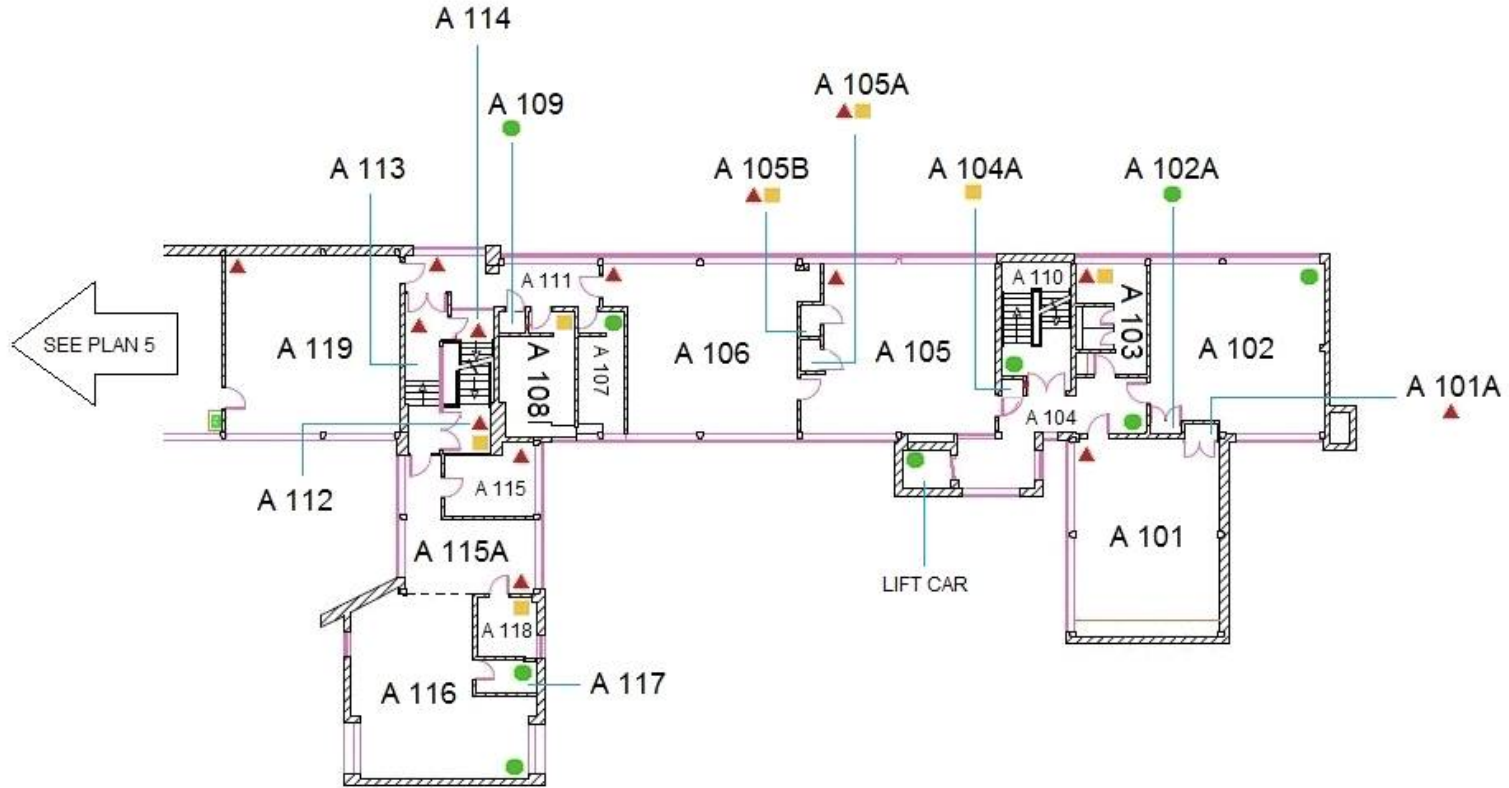 A 114
A 109
A 105A
A 113
A 105B
A 104A
A 102A
A 111
A 110
A 103
SEE PLAN 5
A 119
A 108
A 107
A 106
A 105
A 102
A 104
A 101A
A 112
A 115
A 101
A 115A
LIFT CAR
A 118
A 116
A 117